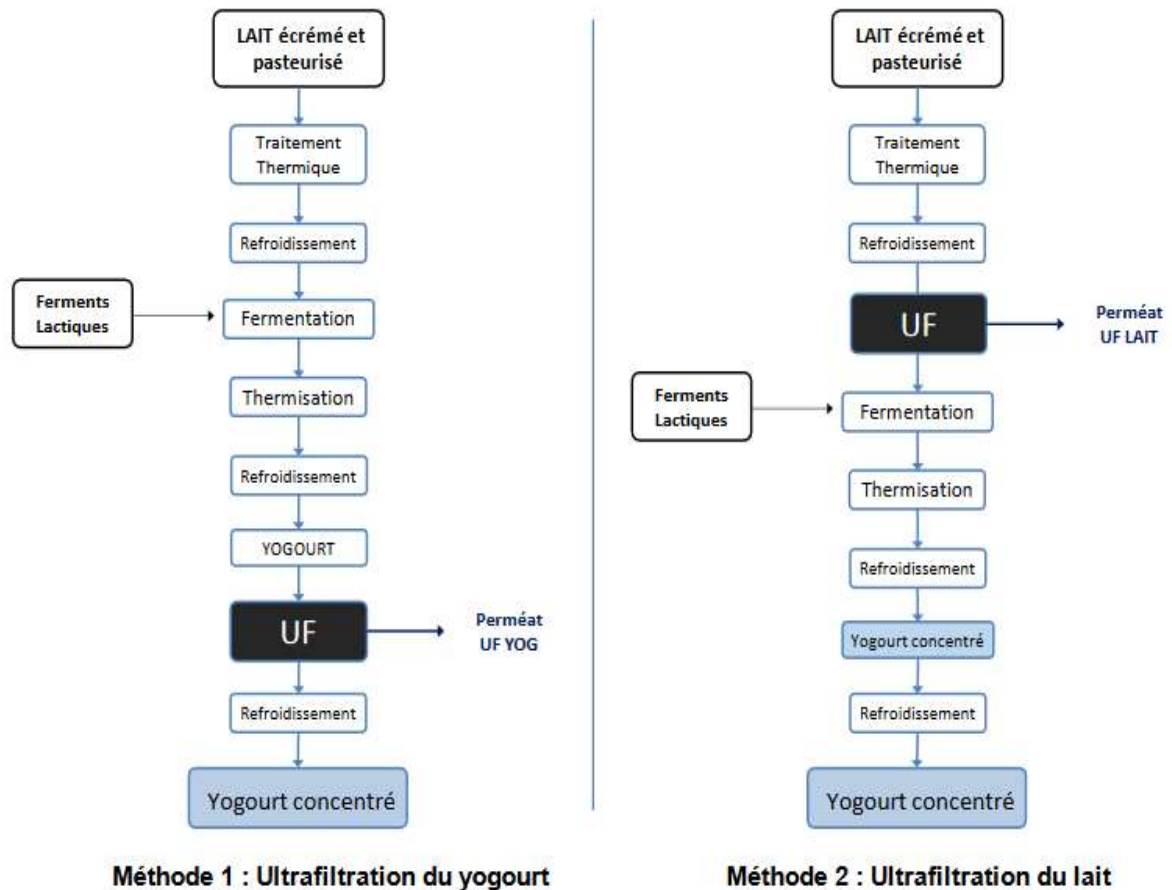 LAIT écrémé et
pasteurisé
Traitement
Thermique
Refroidissement
Ferments
Lactiques
Fermentation
Thermisation
Refroidissement
YOGOURT
UF
Perméat
UF YOG
Refroidissement
Yogourt concentré
Méthode 1 : Ultrafiltration du yogourt
LAIT écrémé et
pasteurisé
Traitement
Thermique
Refroidissement
UF
Perméat
UF LAIT
Ferments
Lactiques
Fermentation
Thermisation
Refroidissement
Yogourt concentré
Refroidissement
Yogourt concentré
Méthode 2 : Ultrafiltration du lait